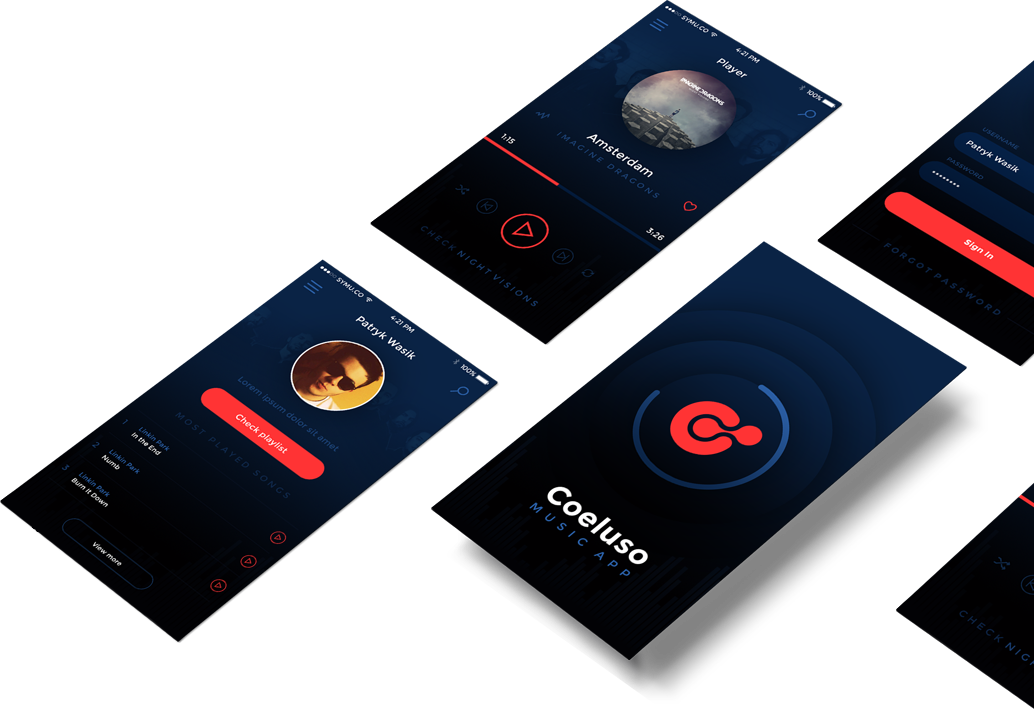 SYMU.CO
4:21 PM
100%
Player
IMAGINE DRAGONS
Amsterdam
IMAGINE DRAGONS
1:15
3:26
CHECK NIGHT VISIONS
USERNAME
Patryk Wasik
PASSWORD
Sign In
FORGOT PASSWORD
SYMU.CO
4:21 PM
100%
Patryk Wasik
Lorem ipsum dolor sit amet
Check playlist
MOST PLAYED SONGS
1
Linkin Park
In the End
2
Linkin Park
Numb
3
Linkin Park
Burn It Down
View more
Coeluso
MUSIC APP
CHECK NIG